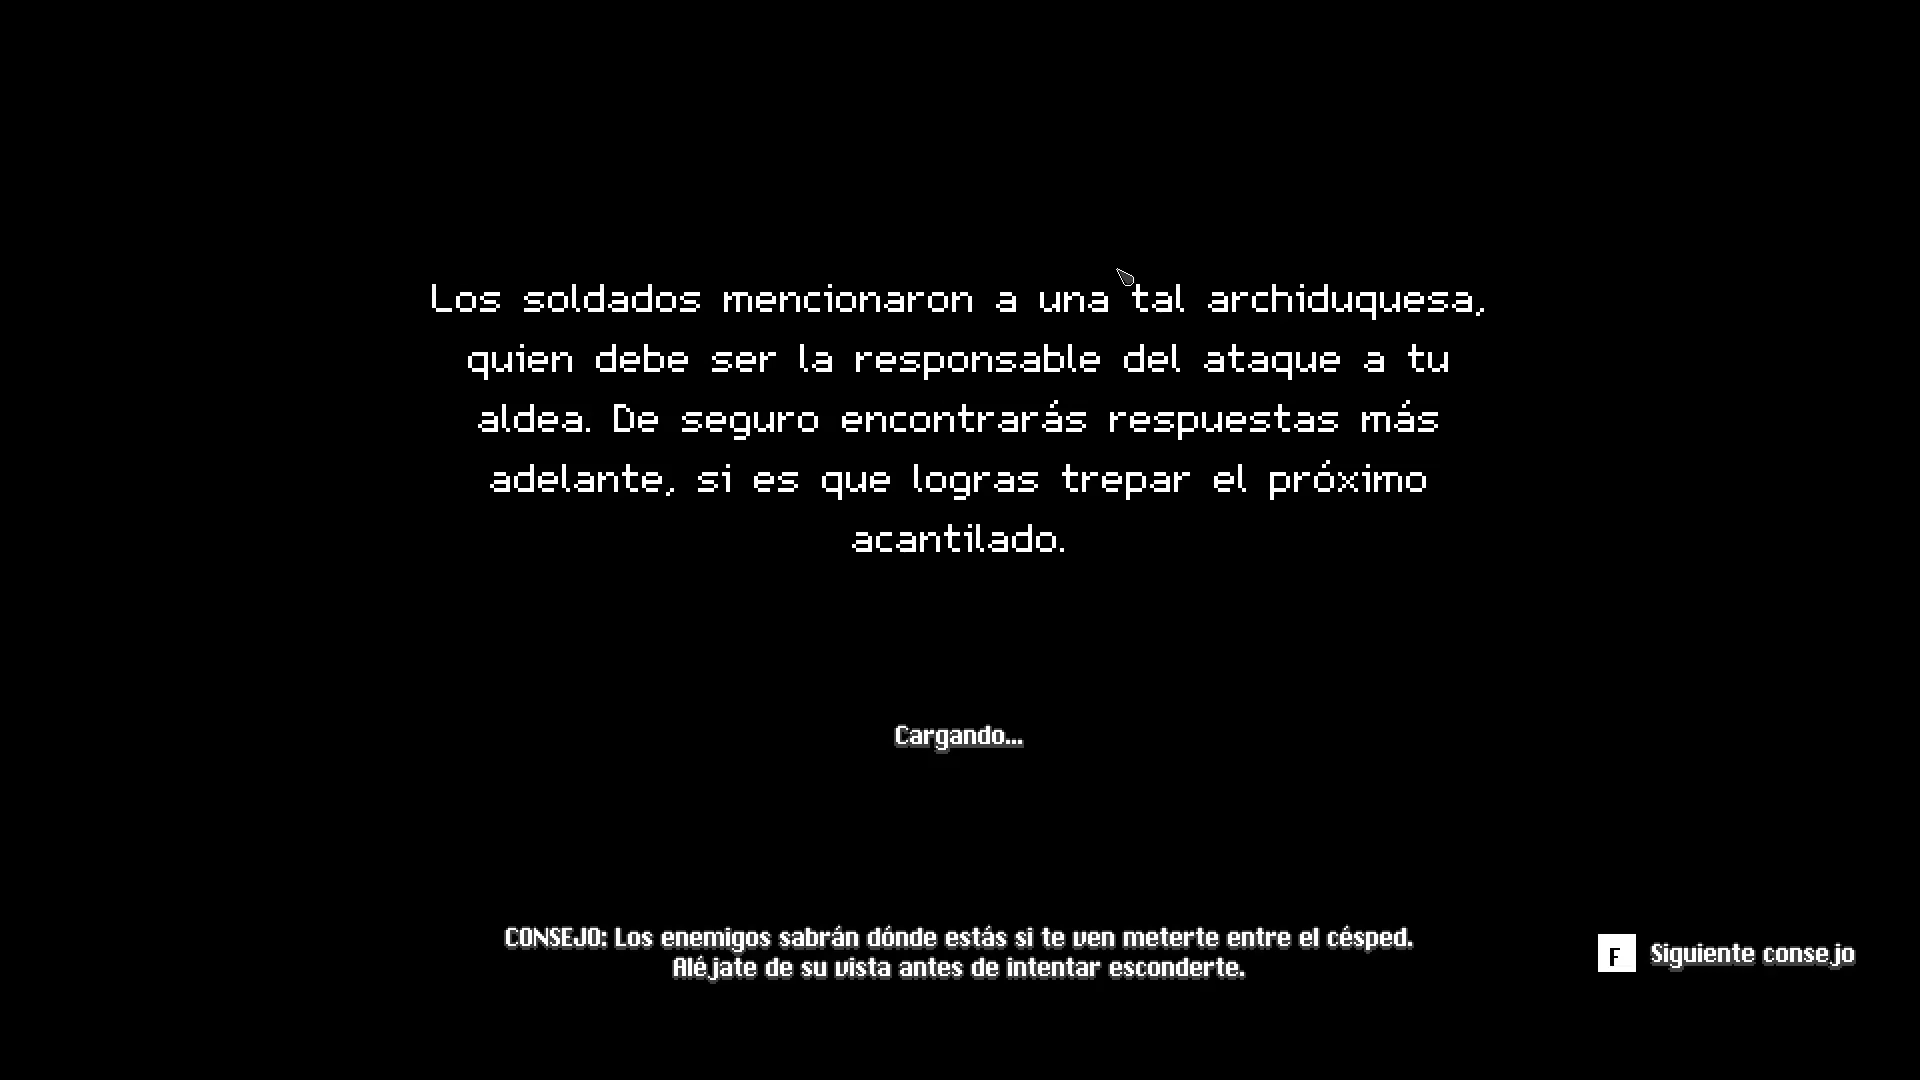 Los soldados mencionaron a una tal archiduquesa,
quien debe ser la responsable del ataque a tu
aldea. De seguro encontrarás respuestas más
adelante, si es que logras trepar el próximo
acantilado.
Cargando...
CONSEJO: Los enemigos sabrán dónde estás si te ven meterte entre el césped.
Aléjate de su vista antes de intentar esconderte.
F Siguiente consejo